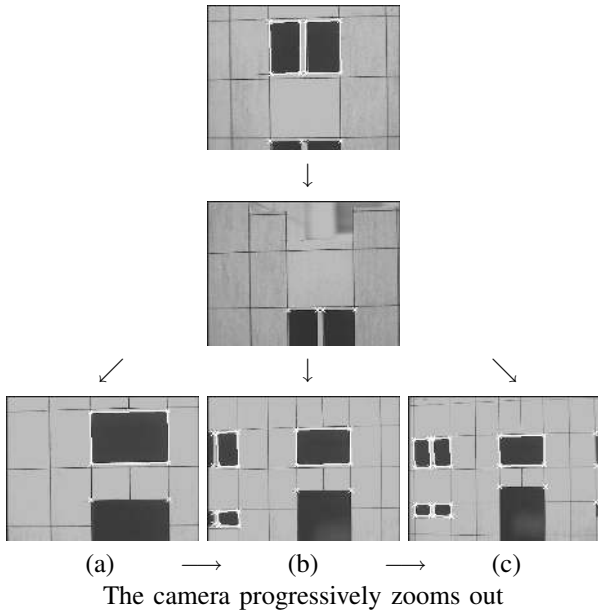 (a) → (b) → (c)
The camera progressively zooms out